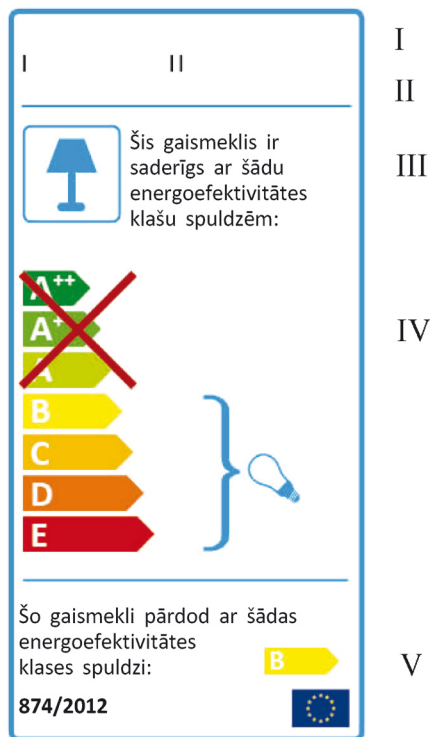 I
I II
II
Šis gaismeklis ir
saderīgs ar šādu
energoefektivitātes
klašu spuldzēm:
III
A++
A+
A
IV
B
C
D
E
Šo gaismekli pārdod ar šādas
energoefektivitātes
klases spuldzi:
B
V
874/2012